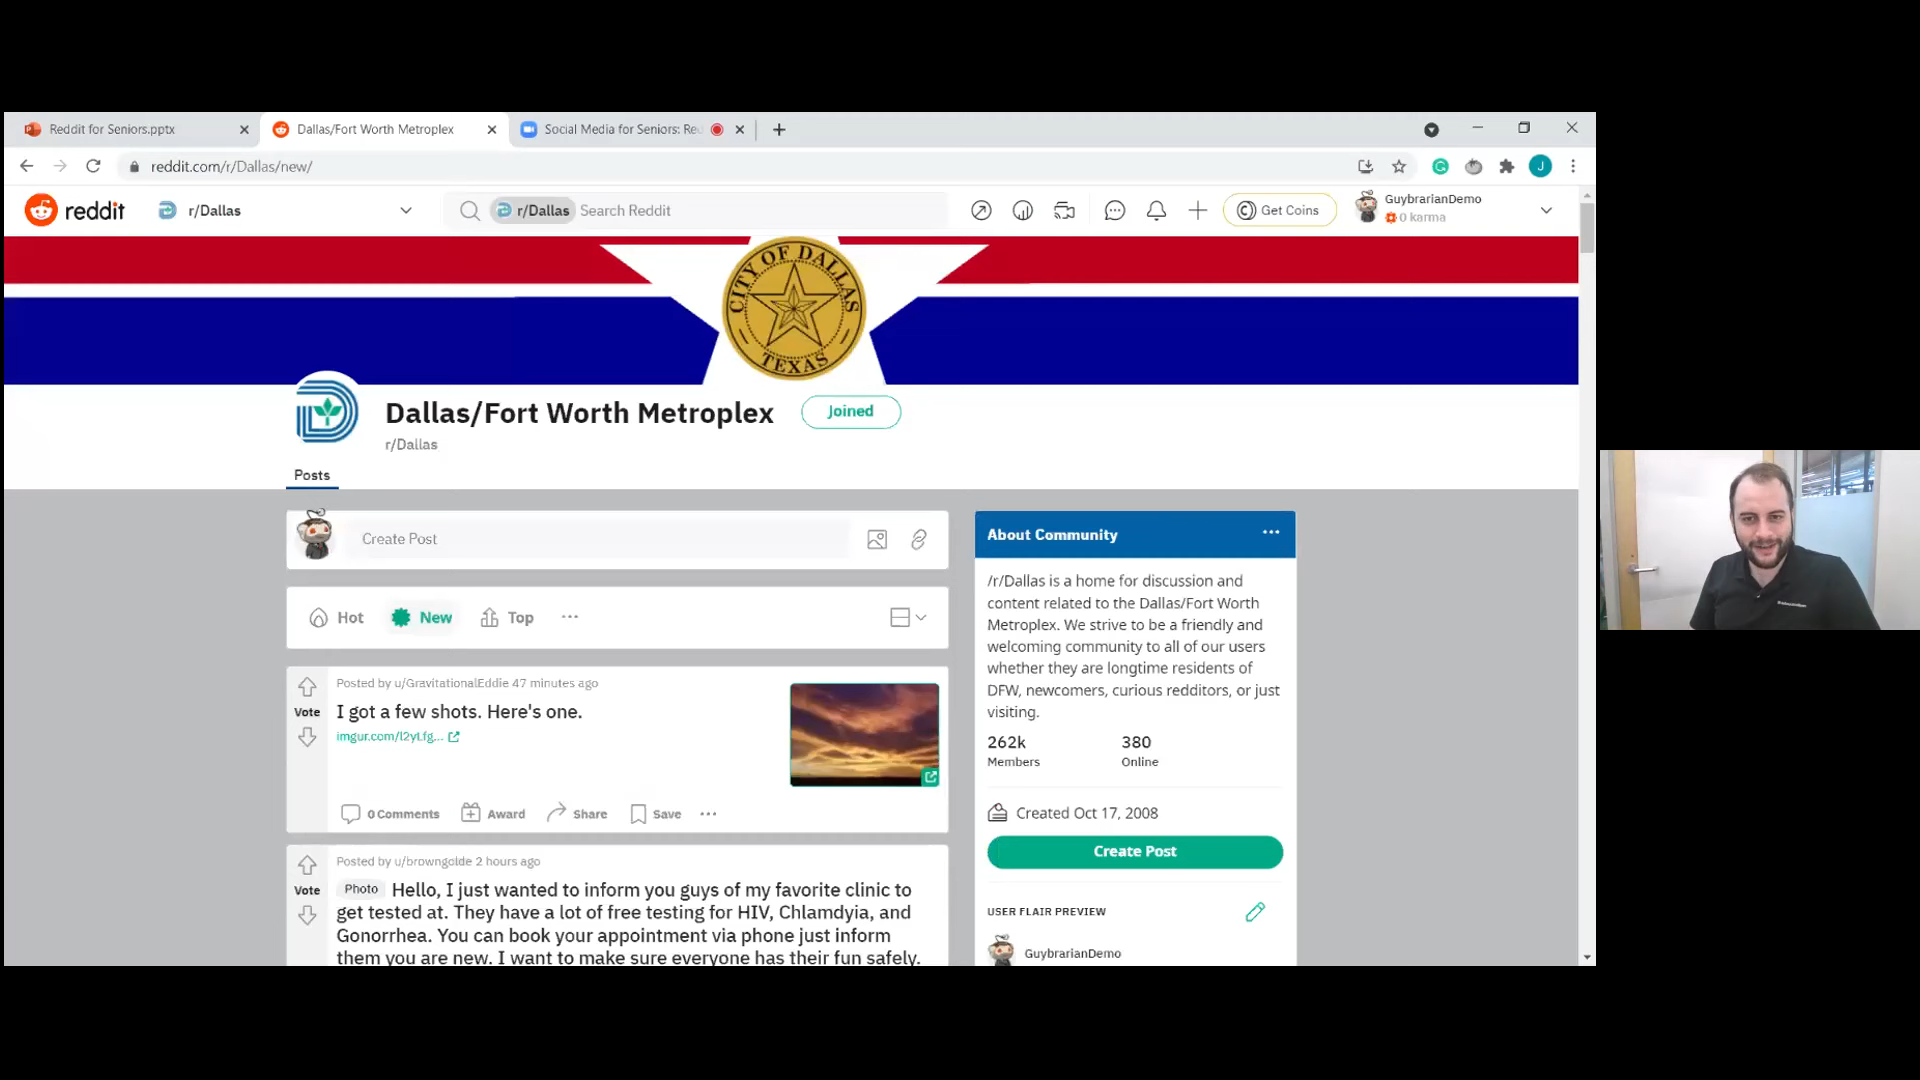 Reddit for Seniors.pptx
Dallas/Fort Worth Metroplex
Social Media for Seniors: Re
reddit.com/r/Dallas/new/
J
reddit
r/Dallas
r/Dallas
Search Reddit
Get Coins
GuybrarianDemo
0 karma
CITY OF DALLAS
TEXAS
Dallas/Fort Worth Metroplex
Joined
r/Dallas
Posts
Create Post
Hot
New
Top
Vote
Posted by u/GravitationalEddie 47 minutes ago
I got a few shots. Here's one.
0 Comments
Award
Share
Save
Vote
Posted by u/browngolde 2 hours ago
Photo
Hello, I just wanted to inform you guys of my favorite clinic to
get tested at. They have a lot of free testing for HIV, Chlamdyia, and
Gonorrhea. You can book your appointment via phone just inform
them you are new. I want to make sure everyone has their fun safely.
About Community
/r/Dallas is a home for discussion and
content related to the Dallas/Fort Worth
Metroplex. We strive to be a friendly and
welcoming community to all of our users
whether they are longtime residents of
DFW, newcomers, curious redditors, or just
visiting.
262k
Members
380
Online
Created Oct 17, 2008
Create Post
USER FLAIR PREVIEW
GuybrarianDemo